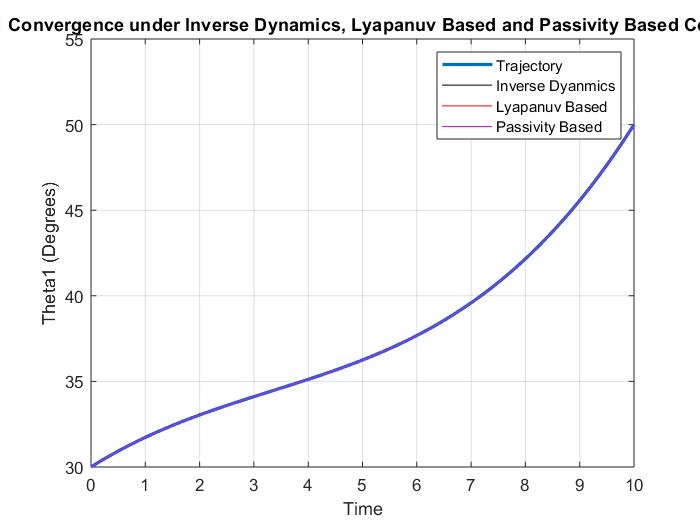 Convergence under Inverse Dynamics, Lyapanuv Based and Passivity Based
55
50
45
40
35
30
Theta1 (Degrees)
Trajectory
Inverse Dyanmics
Lyapanuv Based
Passivity Based
0 1 2 3 4 5 6 7 8 9 10
Time